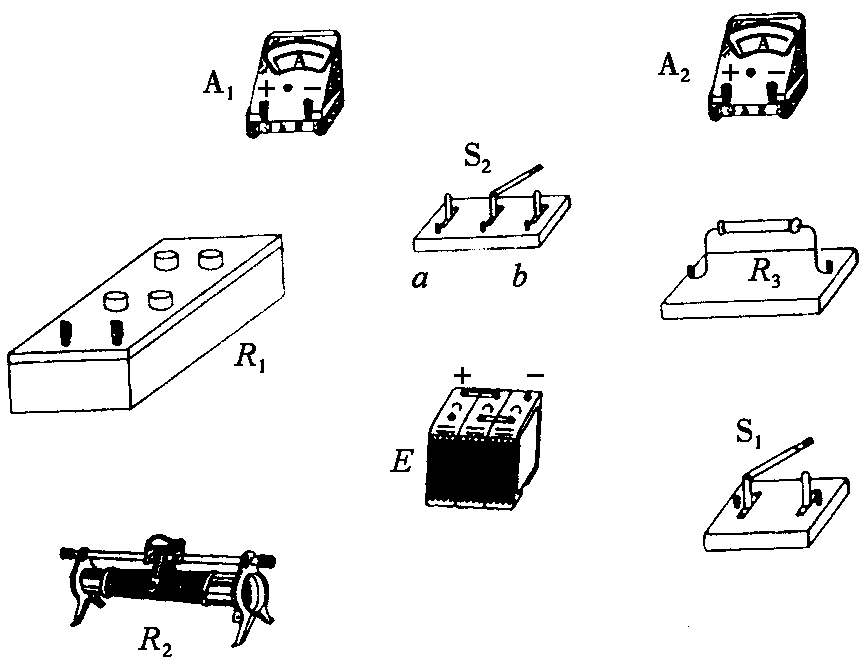 A₁
A
+ −
A₂
A
+ −
S₂
a b
R₁
R₃
+ −
E
S₁
R₂